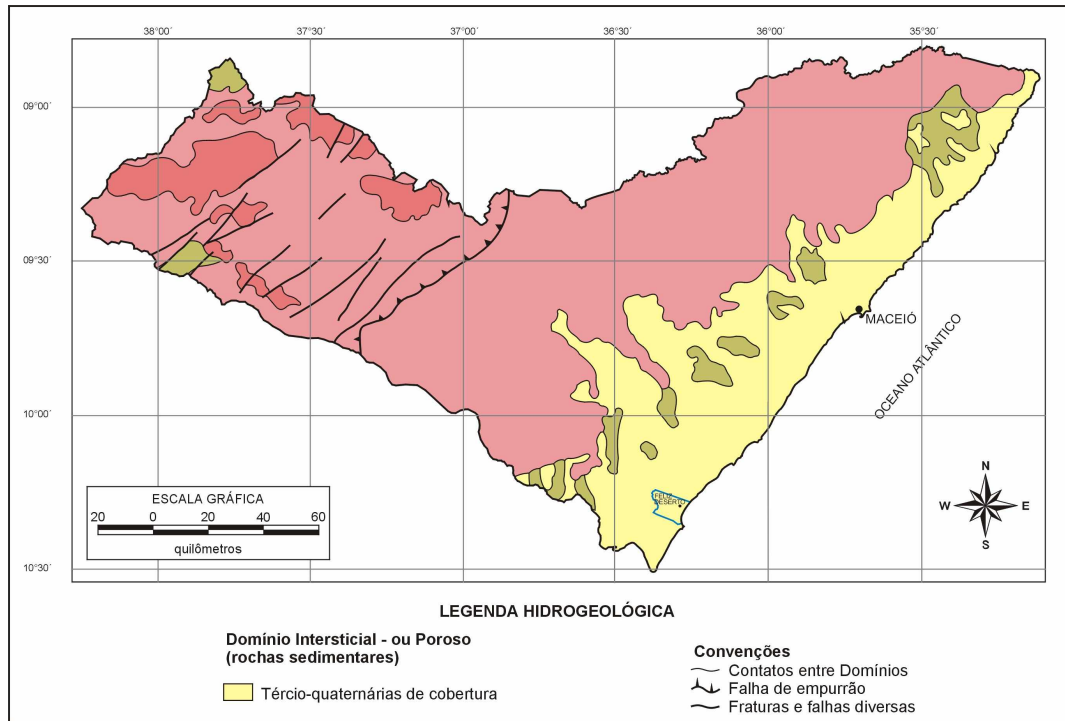 38°00´ 37°30´ 37°00´ 36°30´ 36°00´ 35°30´
09°00´
09°30´
MACEIÓ
OCEANO ATLÂNTICO
10°00´
FELIZ
DESERTO
N
W E
S
ESCALA GRÁFICA
20 0 20 40 60
quilômetros
10°30´
LEGENDA HIDROGEOLÓGICA
Domínio Intersticial - ou Poroso
(rochas sedimentares)
Tércio-quaternárias de cobertura
Convenções
Contatos entre Domínios
Falha de empurrão
Fraturas e falhas diversas